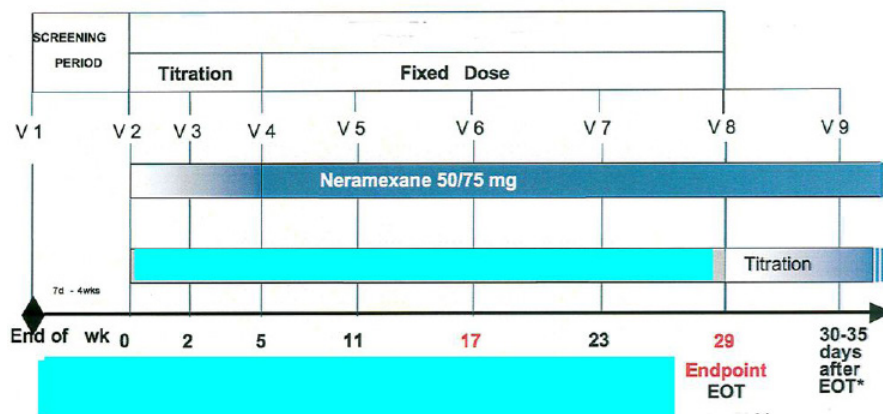 SCREENING
PERIOD
Titration
Fixed Dose
V 1
V 2
V 3
V 4
V 5
V 6
V 7
V 8
V 9
Neramexane 50/75 mg
Titration
7d - 4wks
End of wk 0 2 5 11 17 23 29 30-35
days
after
EOT*
Endpoint
EOT